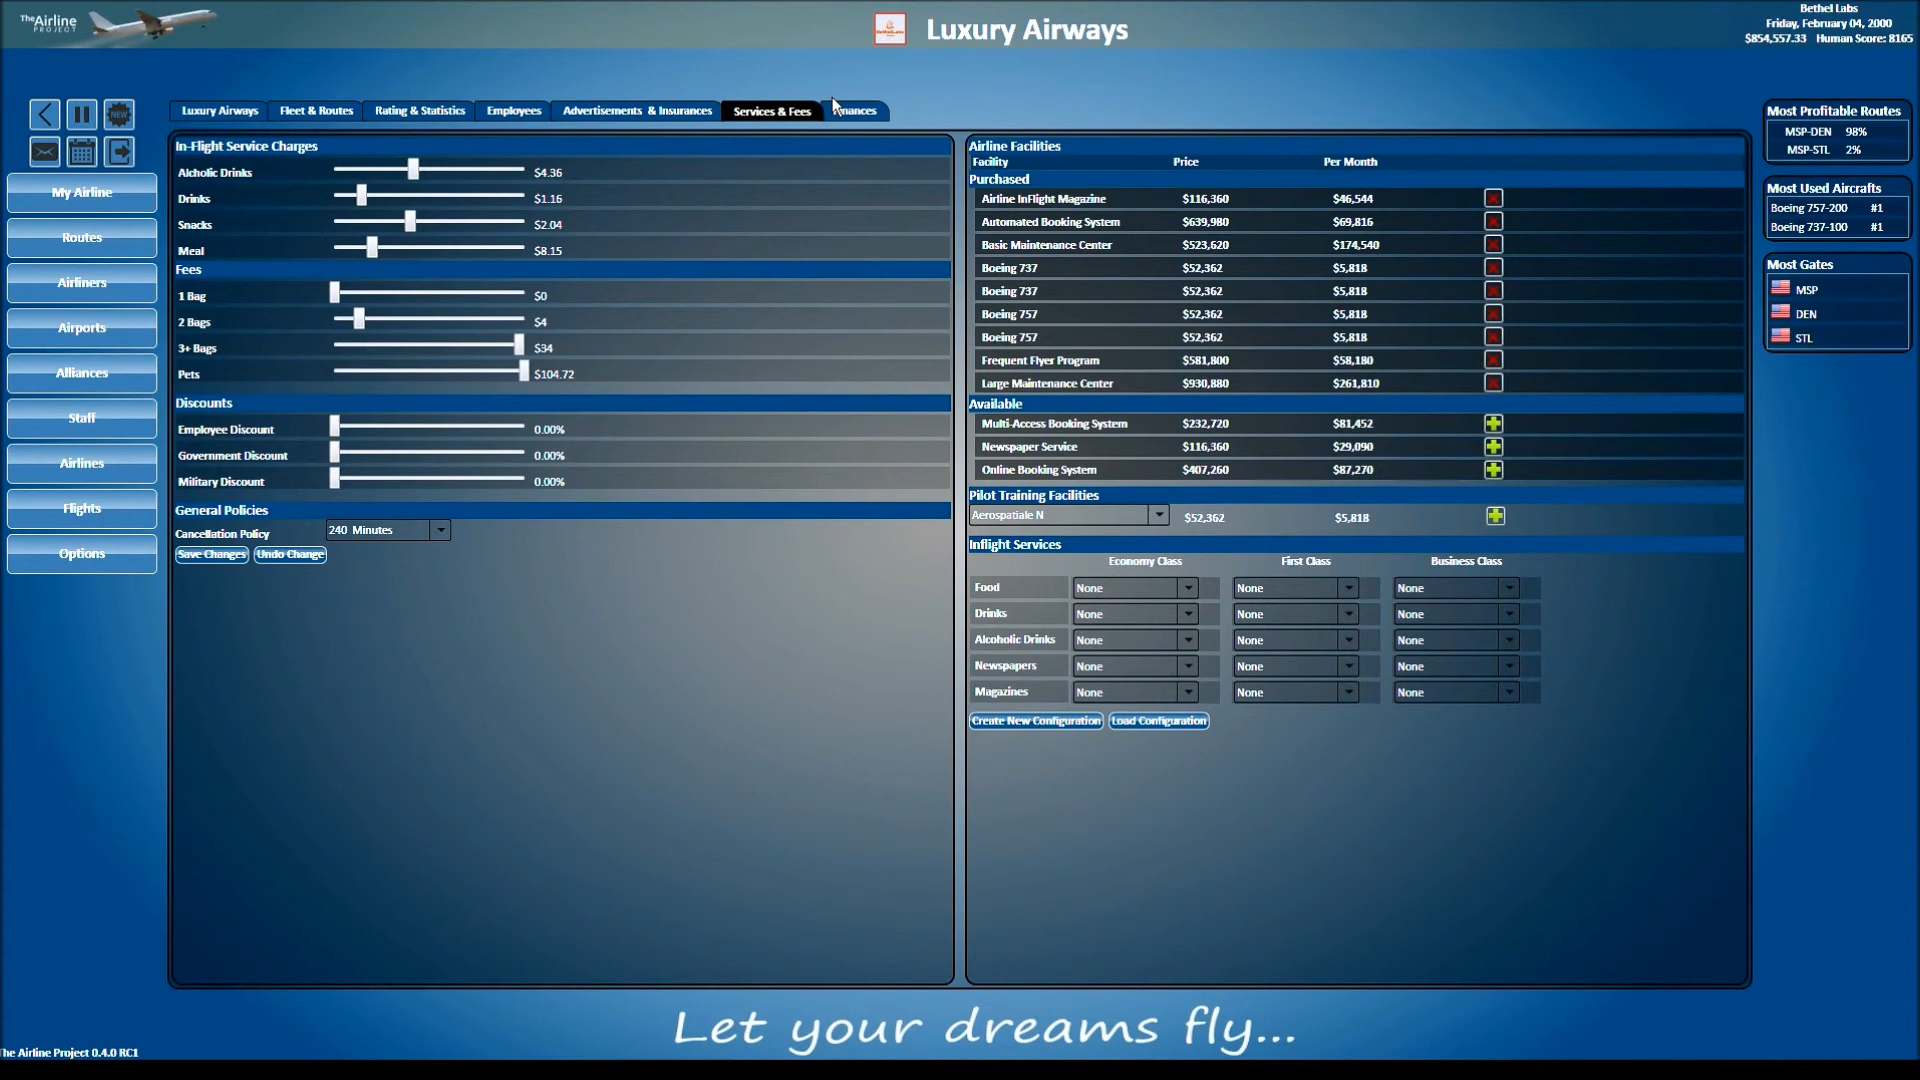 TheAirline
PROJECT
Luxury Airways
Bethel Labs
Friday, February 04, 2000
$854,557.33 Human Score: 8165
NEW
Luxury Airways Fleet & Routes Rating & Statistics Employees Advertisements & Insurances Services & Fees inances
My Airline
Routes
Airliners
Airports
Alliances
Staff
Airlines
Flights
Options
In-Flight Service Charges
Alcholic Drinks $4.36
Drinks $1.16
Snacks $2.04
Meal $8.15
Fees
1 Bag $0
2 Bags $4
3+ Bags $34
Pets $104.72
Discounts
Employee Discount 0.00%
Government Discount 0.00%
Military Discount 0.00%
General Policies
Cancellation Policy 240 Minutes
Save Changes Undo Change
Airline Facilities
Facility Price Per Month
Purchased
Airline InFlight Magazine $116,360 $46,544
Automated Booking System $639,980 $69,816
Basic Maintenance Center $523,620 $174,540
Boeing 737 $52,362 $5,818
Boeing 737 $52,362 $5,818
Boeing 757 $52,362 $5,818
Boeing 757 $52,362 $5,818
Frequent Flyer Program $581,800 $58,180
Large Maintenance Center $930,880 $261,810
Available
Multi-Access Booking System $232,720 $81,452
Newspaper Service $116,360 $29,090
Online Booking System $407,260 $87,270
Pilot Training Facilities
Aerospatiale N $52,362 $5,818
Inflight Services
Economy Class First Class Business Class
Food None None None
Drinks None None None
Alcoholic Drinks None None None
Newspapers None None None
Magazines None None None
Create New Configuration Load Configuration
Most Profitable Routes
MSP-DEN 98%
MSP-STL 2%
Most Used Aircrafts
Boeing 757-200 #1
Boeing 737-100 #1
Most Gates
MSP
DEN
STL
Let your dreams fly...
The Airline Project 0.4.0 RC1